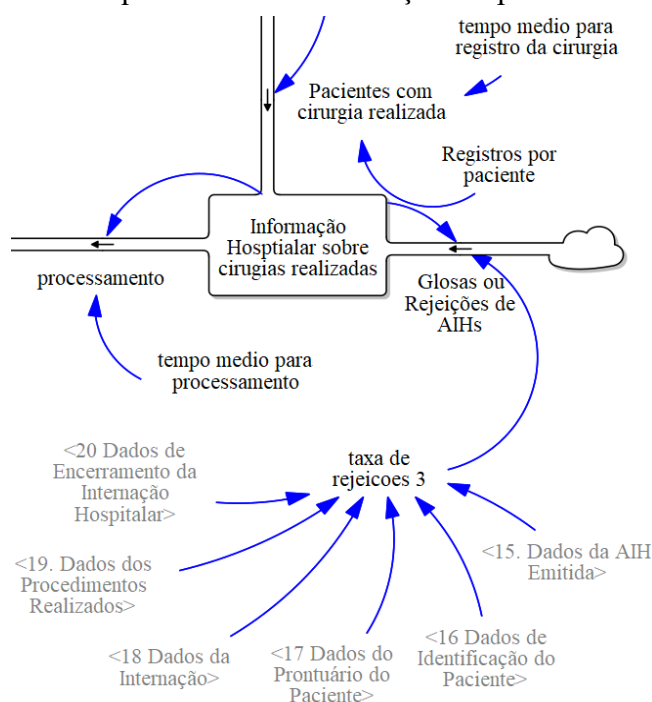 tempo medio para
registro da cirurgia
Pacientes com
cirurgia realizada
Registros por
paciente
Informação
Hosptialar sobre
cirugias realizadas
processamento
Glosas ou
Rejeições de
AIHs
tempo medio para
processamento
<20 Dados de
Encerramento da
Internação
Hospitalar>
taxa de
rejeicoes 3
<19. Dados dos
Procedimentos
Realizados>
<15. Dados da AIH
Emitida>
<18 Dados da
Internação>
<17 Dados do
Prontuário do
Paciente>
<16 Dados de
Identificação do
Paciente>